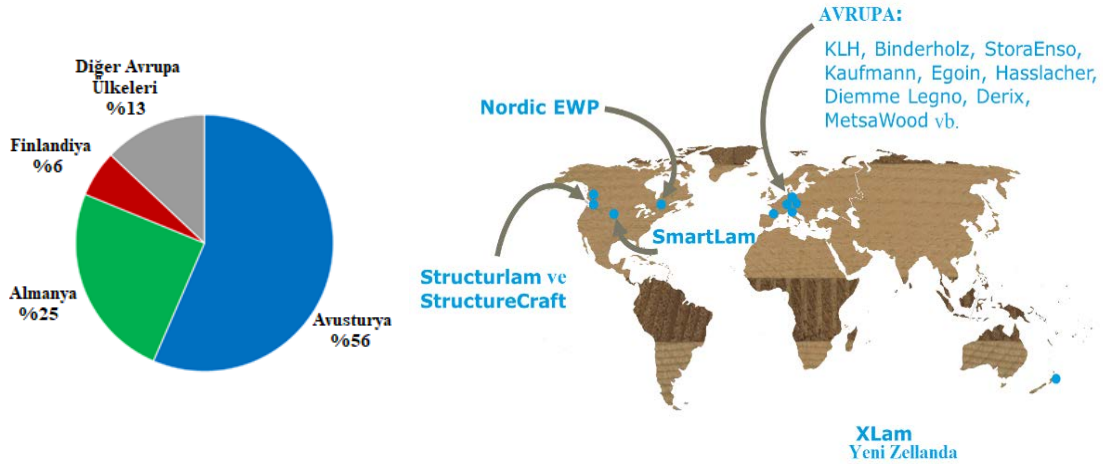 Diğer Avrupa
Ülkeleri
%13
Finlandiya
%6
Almanya
%25
Avusturya
%56
AVRUPA:
KLH, Binderholz, StoraEnso,
Kaufmann, Egoin, Hasslacher,
Diemme Legno, Derix,
MetsaWood vb.
Nordic EWP
SmartLam
Structurlam ve
StructureCraft
XLam
Yeni Zellanda